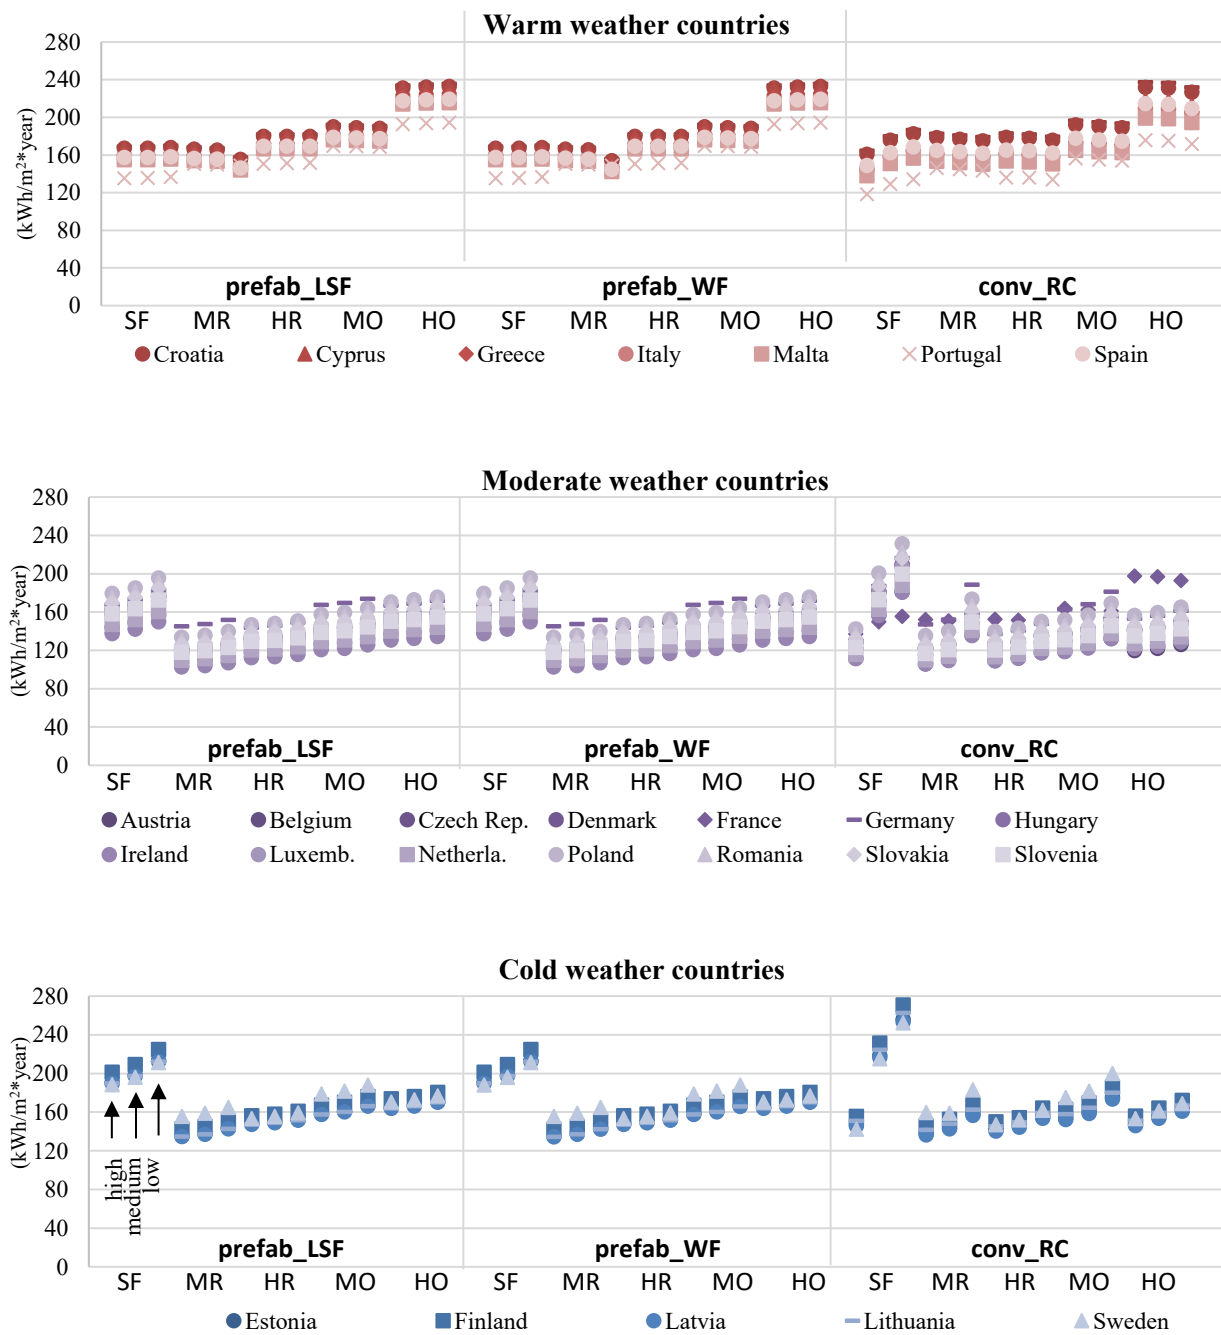 Warm weather countries
280
240
200
160
120
80
40
0
(kWh/m²*year)
prefab_LSF prefab_WF conv_RC
SF MR HR MO HO SF MR HR MO HO SF MR HR MO HO
Croatia Cyprus Greece Italy Malta Portugal Spain
Moderate weather countries
280
240
200
160
120
80
40
0
(kWh/m²*year)
prefab_LSF prefab_WF conv_RC
SF MR HR MO HO SF MR HR MO HO SF MR HR MO HO
Austria Belgium Czech Rep. Denmark France Germany Hungary
Ireland Luxemb. Netherla. Poland Romania Slovakia Slovenia
Cold weather countries
280
240
200
160
120
80
40
0
(kWh/m²*year)
high
medium
low
prefab_LSF prefab_WF conv_RC
SF MR HR MO HO SF MR HR MO HO SF MR HR MO HO
Estonia Finland Latvia Lithuania Sweden